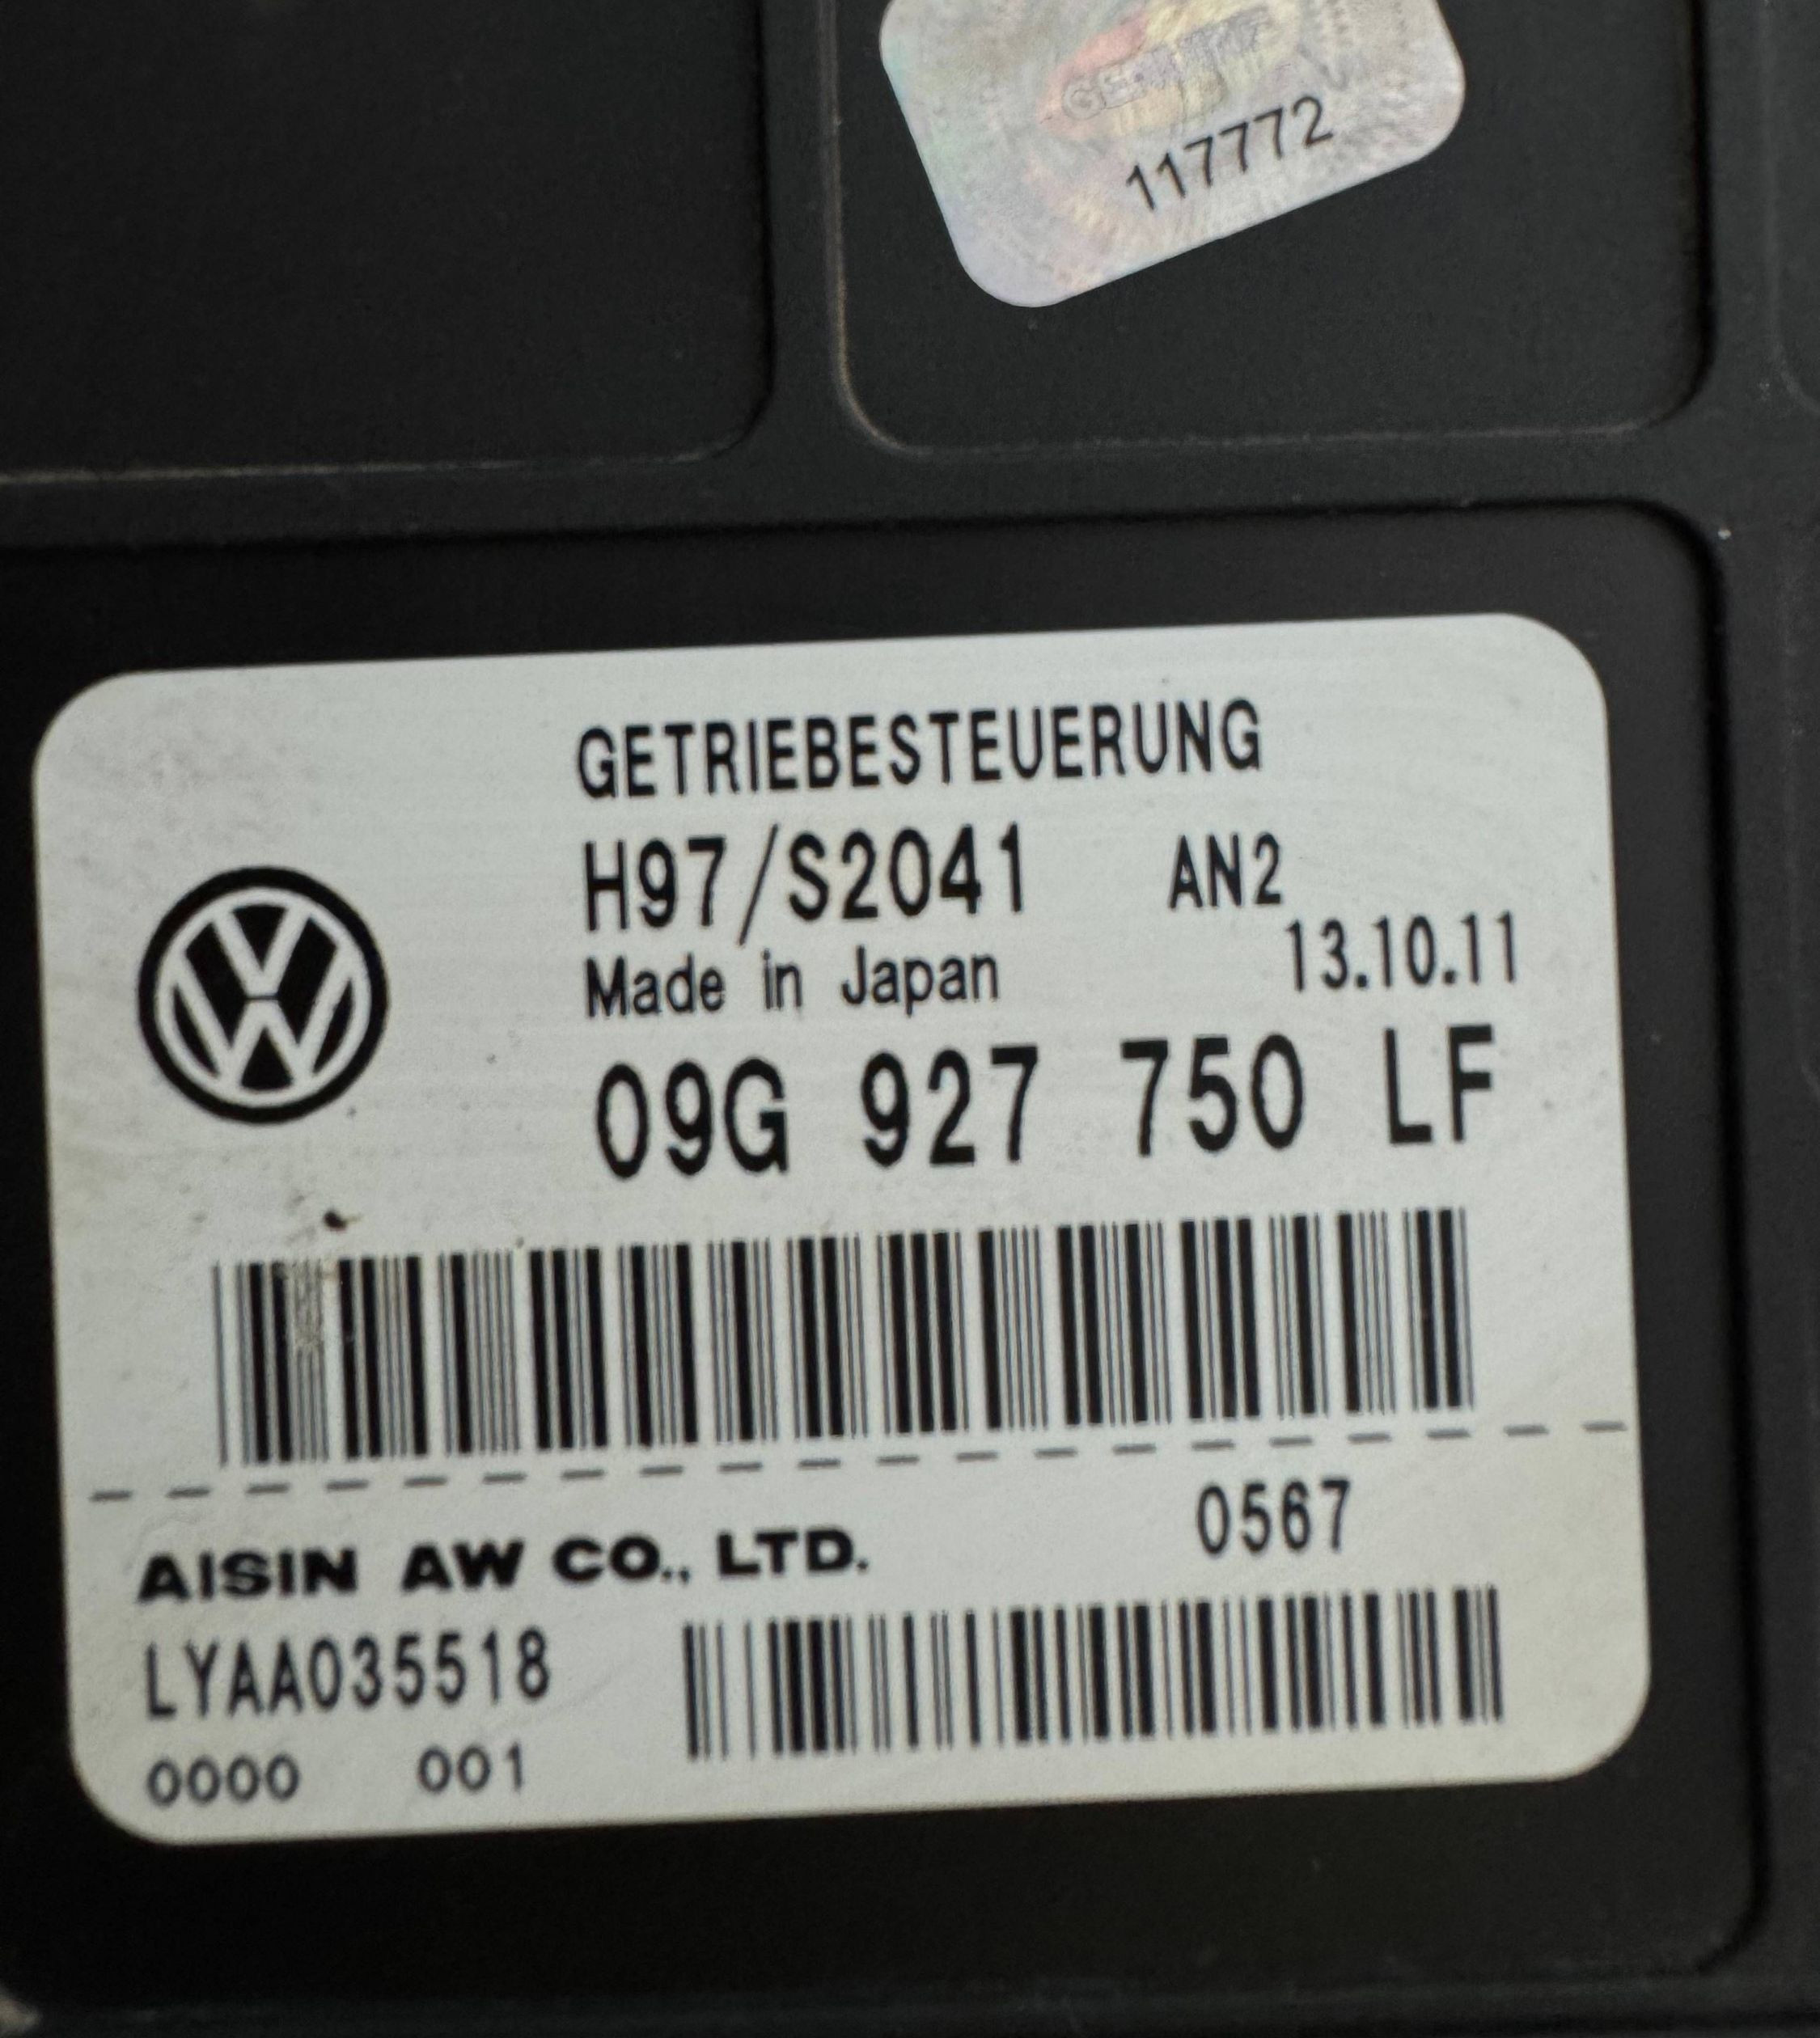 117772
GETRIEBESTEUERUNG
H97/S2041 AN2
13.10.11
Made in Japan
09G 927 750 LF
0567
AISIN AW CO., LTD.
LYAA035518
0000 001